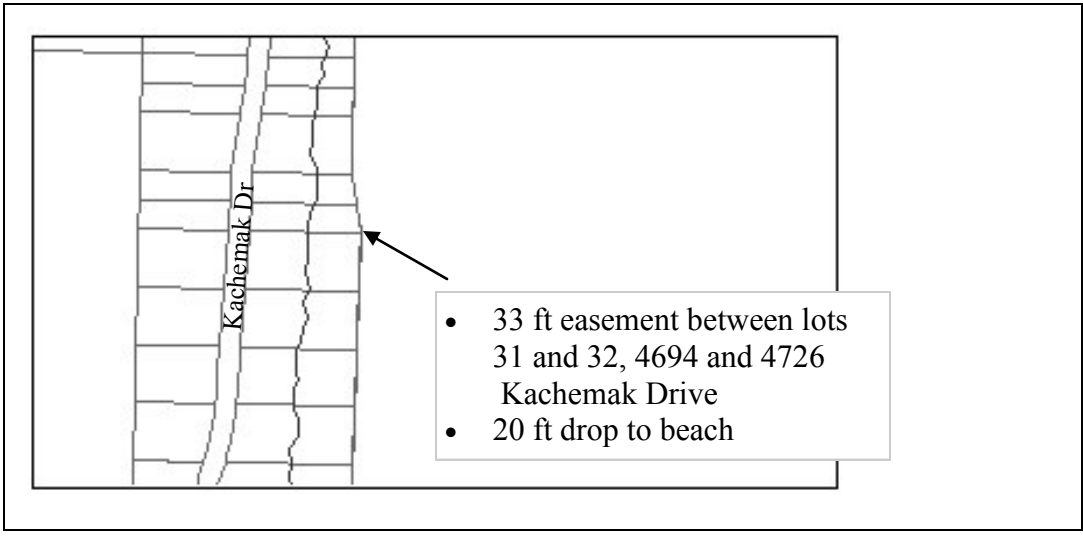 Kachemak Dr
• 33 ft easement between lots
31 and 32, 4694 and 4726
Kachemak Drive
• 20 ft drop to beach